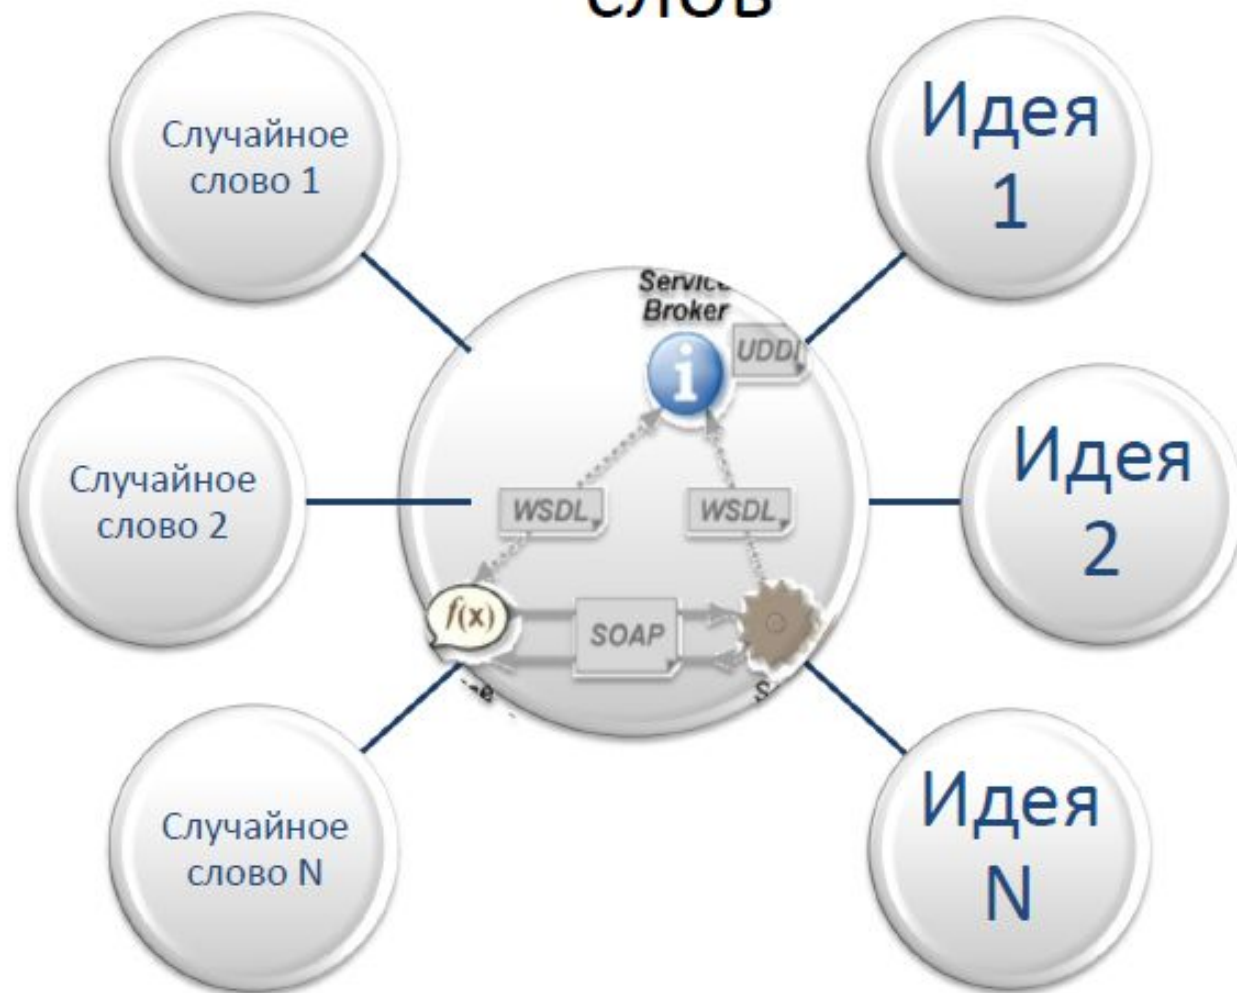 слов
Случайное
слово 1
Идея
1
Service
Broker
UDDI
Случайное
слово 2
Идея
2
WSDL
WSDL
f(x)
SOAP
Случайное
слово N
Идея
N